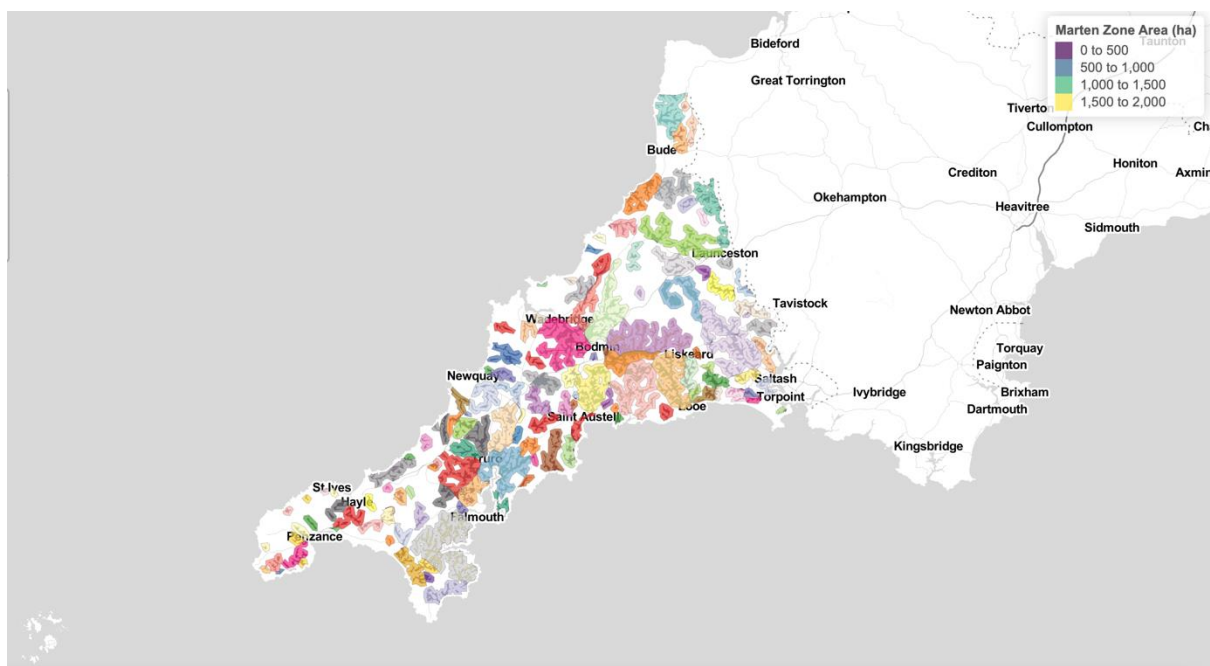 Marten Zone Area (ha)
0 to 500
500 to 1,000
1,000 to 1,500
1,500 to 2,000
Taunton
Bideford
Great Torrington
Tiverton
Cullompton
Bude
Crediton
Honiton
Okehampton
Heavitree
Sidmouth
Launceston
Tavistock
Newton Abbot
Wadebridge
Bodmin
Liskeard
Torquay
Paignton
Newquay
Saltash
Torpoint
Ivybridge
Brixham
Dartmouth
Saint Austell
Looe
Kingsbridge
Truro
St Ives
Hayle
Falmouth
Penzance